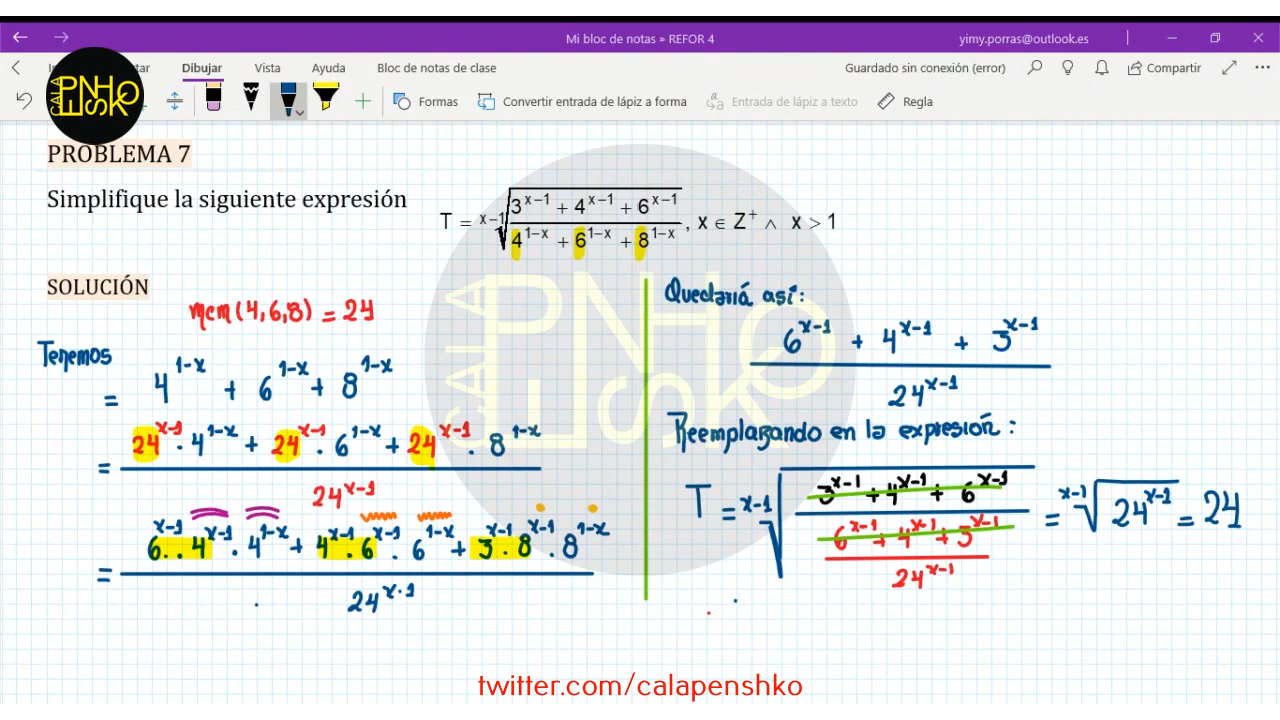 Mi bloc de notas » REFOR 4 yimy.porras@outlook.es
Dibujar Vista Ayuda Bloc de notas de clase Guardado sin conexión (error) Compartir
Formas Convertir entrada de lápiz a forma Entrada de lápiz a texto Regla
CALA PENSHKO
PROBLEMA 7
Simplifique la siguiente expresión
T = ^{x−1}√((3^{x−1} + 4^{x−1} + 6^{x−1}) / (4^{1−x} + 6^{1−x} + 8^{1−x})), x ∈ Z^+ ∧ x > 1
SOLUCIÓN
mcm (4,6,8) = 24
Tenemos
= 4^{1-x} + 6^{1-x} + 8^{1-x}
= (24^{x-1} . 4^{1-x} + 24^{x-1} . 6^{1-x} + 24^{x-1} . 8^{1-x}) / 24^{x-1}
= (6^{x-1} . . 4^{x-1} . 4^{1-x} + 4^{x-1} . 6^{x-1} . 6^{1-x} + 3^{x-1} . 8^{x-1} . 8^{1-x}) / 24^{x-1}
Quedariá así:
(6^{x-1} + 4^{x-1} + 3^{x-1}) / 24^{x-1}
Reemplazando en la expresión:
T = ^{x-1}√((3^{x-1} + 4^{x-1} + 6^{x-1}) / ((6^{x-1} + 4^{x-1} + 3^{x-1}) / 24^{x-1})) = ^{x-1}√(24^{x-1}) = 24
twitter.com/calapenshko